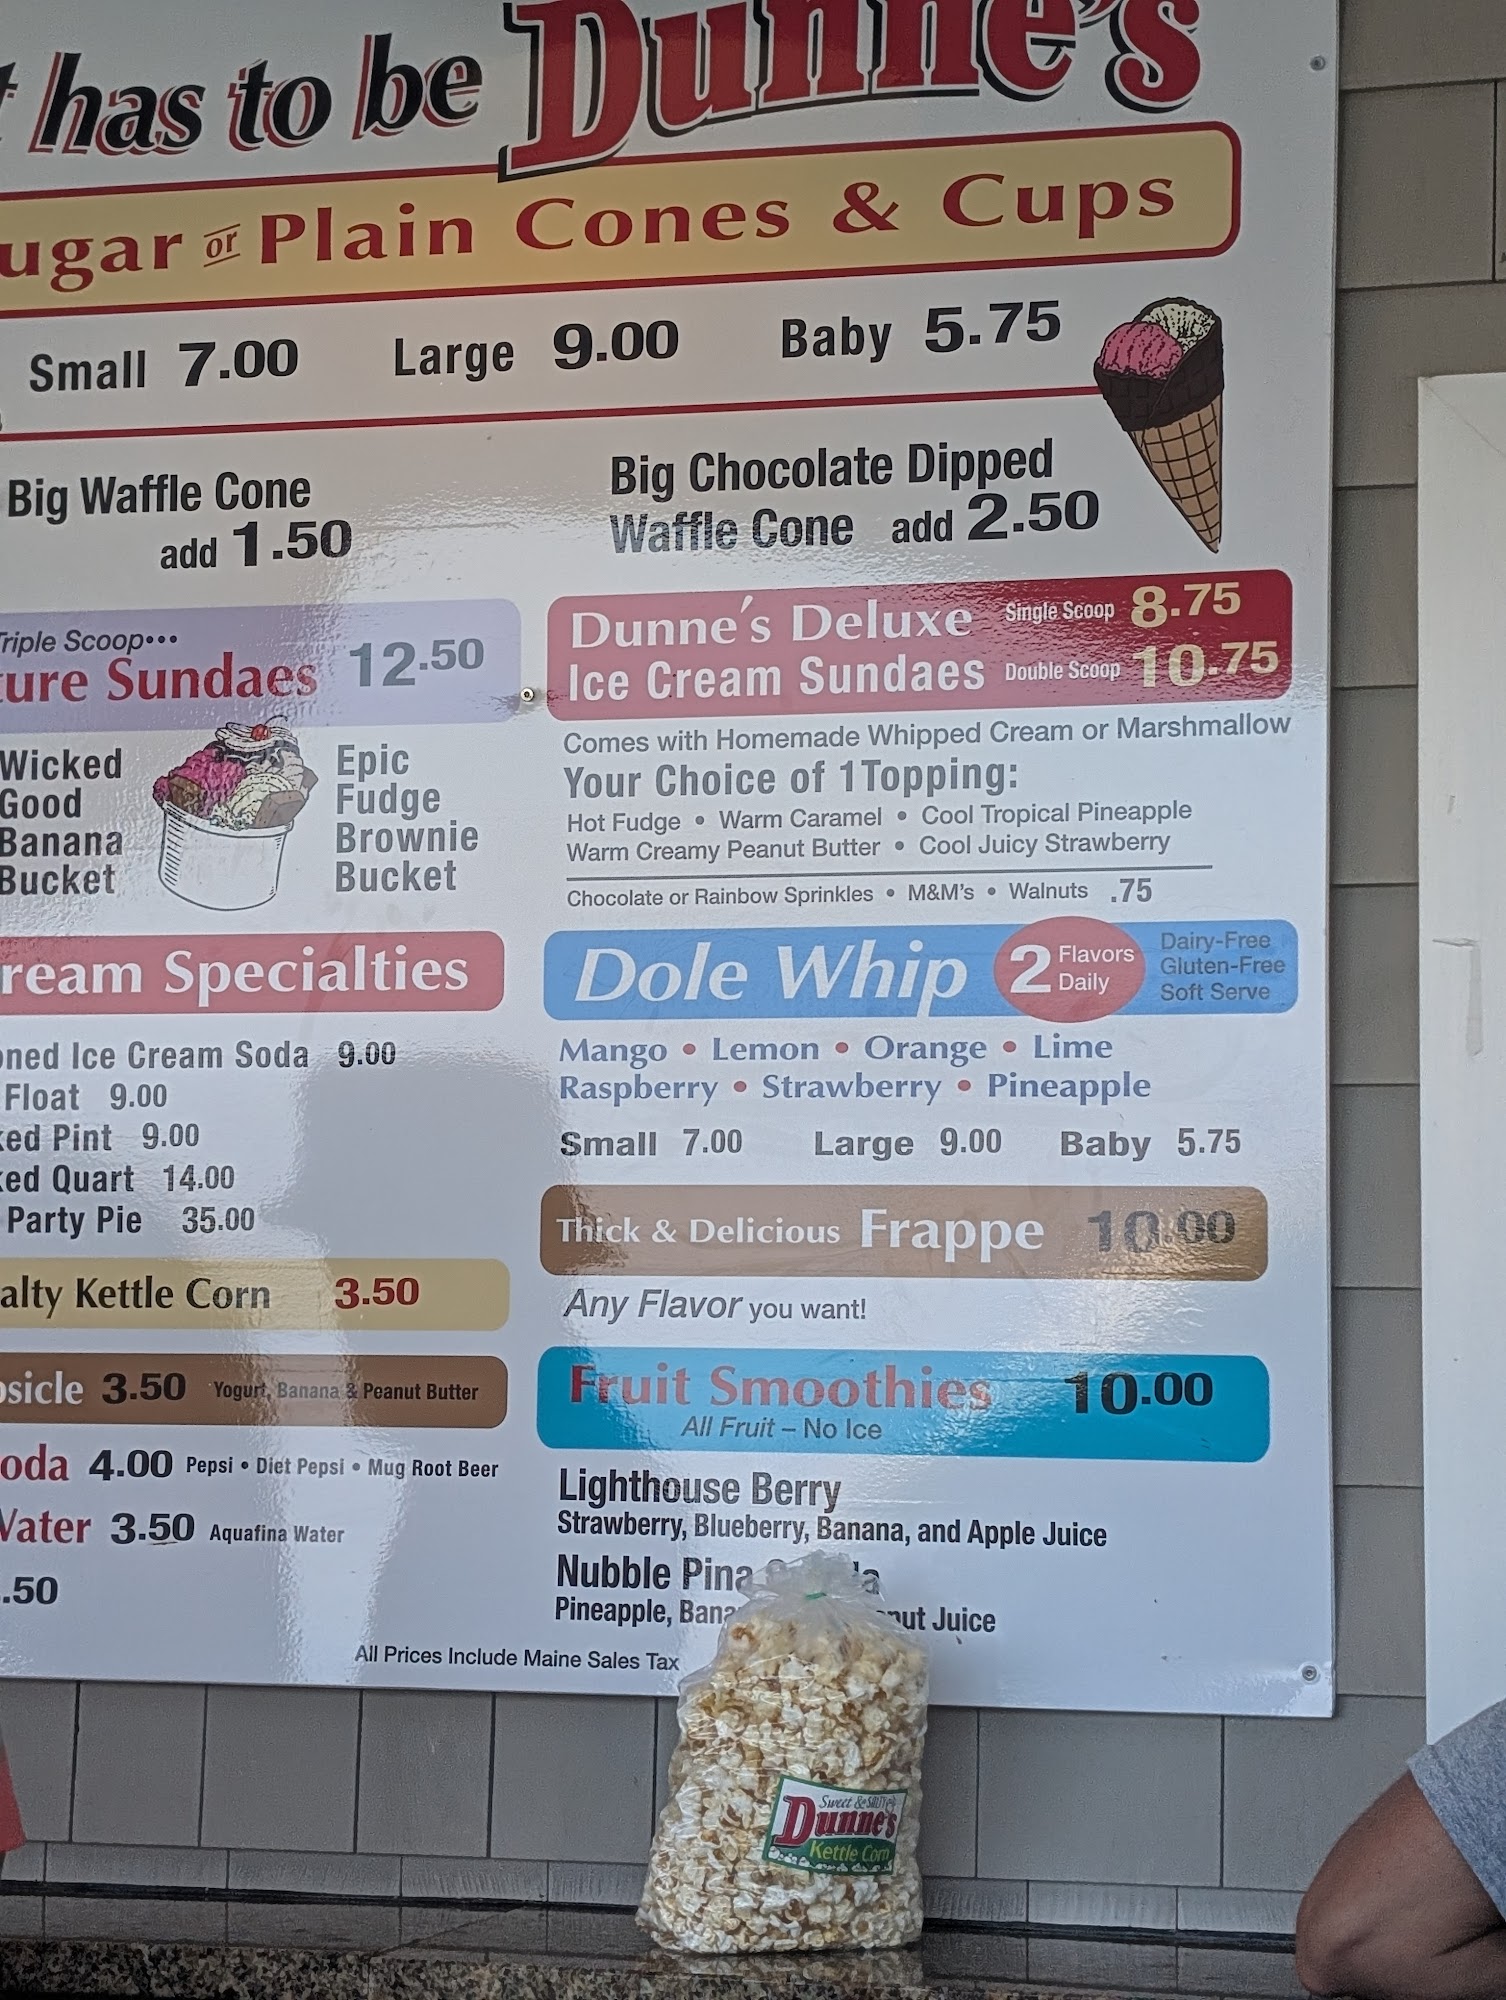 has to be Dunne's
ugar or Plain Cones & Cups
Small 7.00 Large 9.00 Baby 5.75
Big Waffle Cone
add 1.50
Big Chocolate Dipped
Waffle Cone add 2.50
Triple Scoop•••
ture Sundaes 12.50
Wicked
Good
Banana
Bucket
Epic
Fudge
Brownie
Bucket
ream Specialties
oned Ice Cream Soda 9.00
Float 9.00
ked Pint 9.00
ked Quart 14.00
Party Pie 35.00
alty Kettle Corn 3.50
psicle 3.50 Yogurt, Banana & Peanut Butter
oda 4.00 Pepsi • Diet Pepsi • Mug Root Beer
Water 3.50 Aquafina Water
.50
Dunne's Deluxe Single Scoop 8.75
Ice Cream Sundaes Double Scoop 10.75
Comes with Homemade Whipped Cream or Marshmallow
Your Choice of 1 Topping:
Hot Fudge • Warm Caramel • Cool Tropical Pineapple
Warm Creamy Peanut Butter • Cool Juicy Strawberry
Chocolate or Rainbow Sprinkles • M&M's • Walnuts .75
Dole Whip 2 Flavors Daily
Dairy-Free
Gluten-Free
Soft Serve
Mango • Lemon • Orange • Lime
Raspberry • Strawberry • Pineapple
Small 7.00 Large 9.00 Baby 5.75
Thick & Delicious Frappe 10.00
Any Flavor you want!
Fruit Smoothies 10.00
All Fruit – No Ice
Lighthouse Berry
Strawberry, Blueberry, Banana, and Apple Juice
Nubble Pina
Pineapple, Bana nut Juice
All Prices Include Maine Sales Tax
Sweet & Salty
Dunne's
Kettle Corn